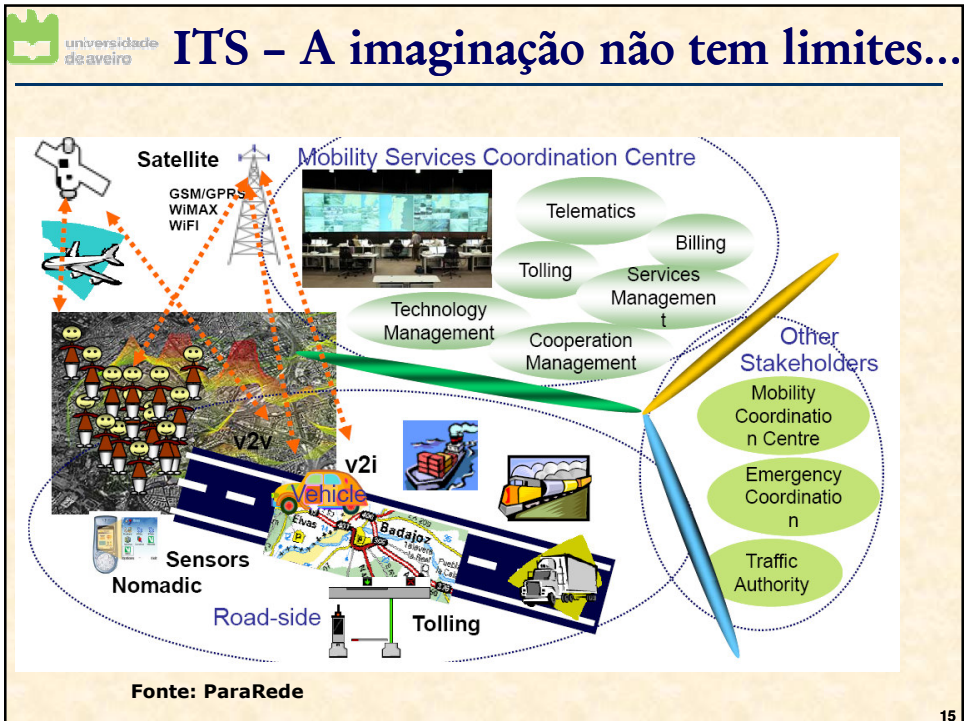 universidade
de aveiro
ITS – A imaginação não tem limites...
Satellite
GSM/GPRS
WiMAX
WiFI
Mobility Services Coordination Centre
Telematics
Billing
Tolling
Services
Managemen
t
Technology
Management
Cooperation
Management
Other
Stakeholders
Mobility
Coordinatio
n Centre
Emergency
Coordinatio
n
Traffic
Authority
v2v
v2i
Vehicle
Elvas
Badajoz
Sensors
Nomadic
Road-side
Tolling
Fonte: ParaRede
15